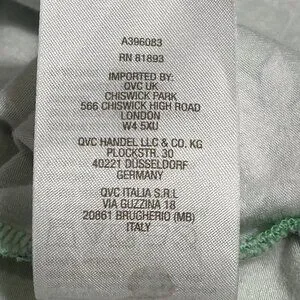 A396083
RN 81893
IMPORTED BY:
QVC UK
CHISWICK PARK
566 CHISWICK HIGH ROAD
LONDON
W4 5XU
QVC HANDEL LLC & CO. KG
PLOCKSTR. 30
40221 DÜSSELDORF
GERMANY
QVC ITALIA S.R.L
VIA GUZZINA 18
20861 BRUGHERIO (MB)
ITALY